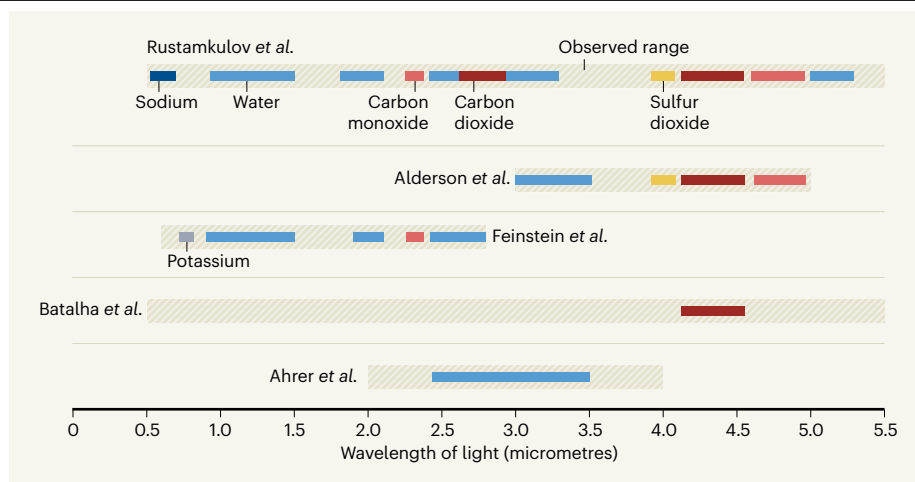 Rustamkulov et al.
Observed range
Sodium
Water
Carbon
monoxide
Carbon
dioxide
Sulfur
dioxide
Alderson et al.
Feinstein et al.
Potassium
Batalha et al.
Ahrer et al.
0 0.5 1.0 1.5 2.0 2.5 3.0 3.5 4.0 4.5 5.0 5.5
Wavelength of light (micrometres)